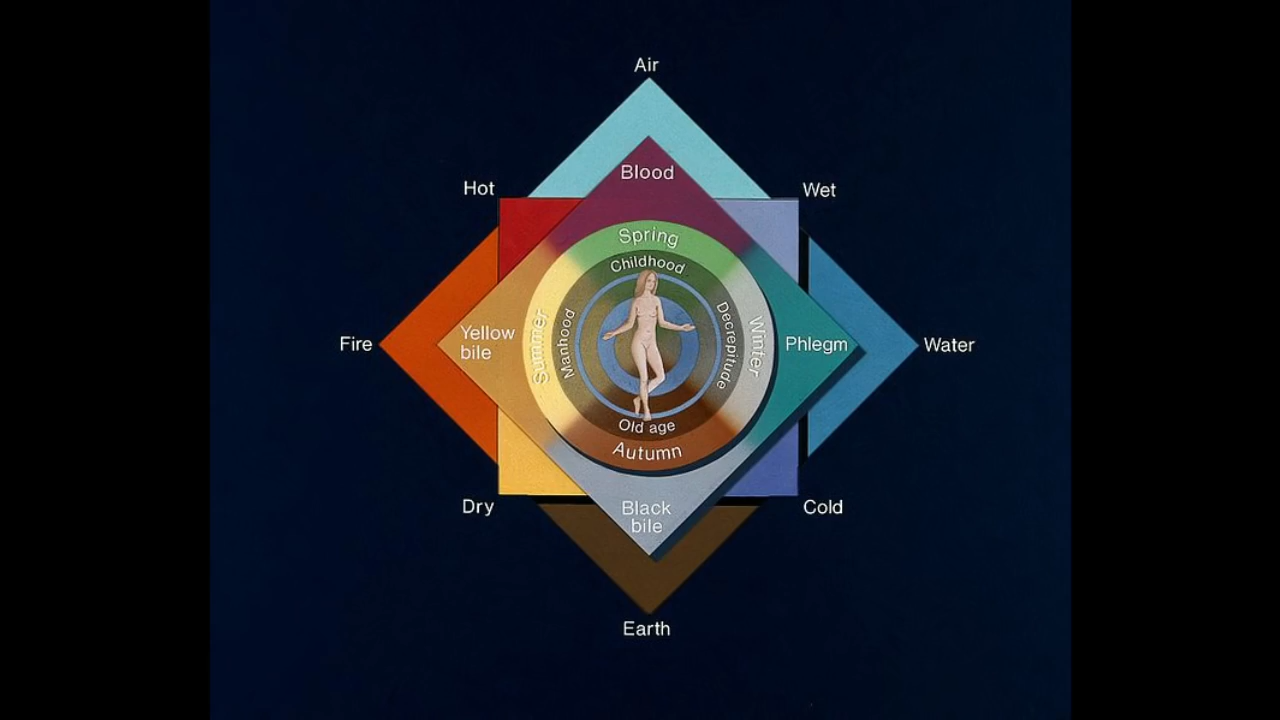 Air
Hot
Wet
Blood
Spring
Childhood
Fire
Yellow
bile
Summer
Manhood
Decrepitude
Winter
Phlegm
Water
Old age
Autumn
Dry
Black
bile
Cold
Earth